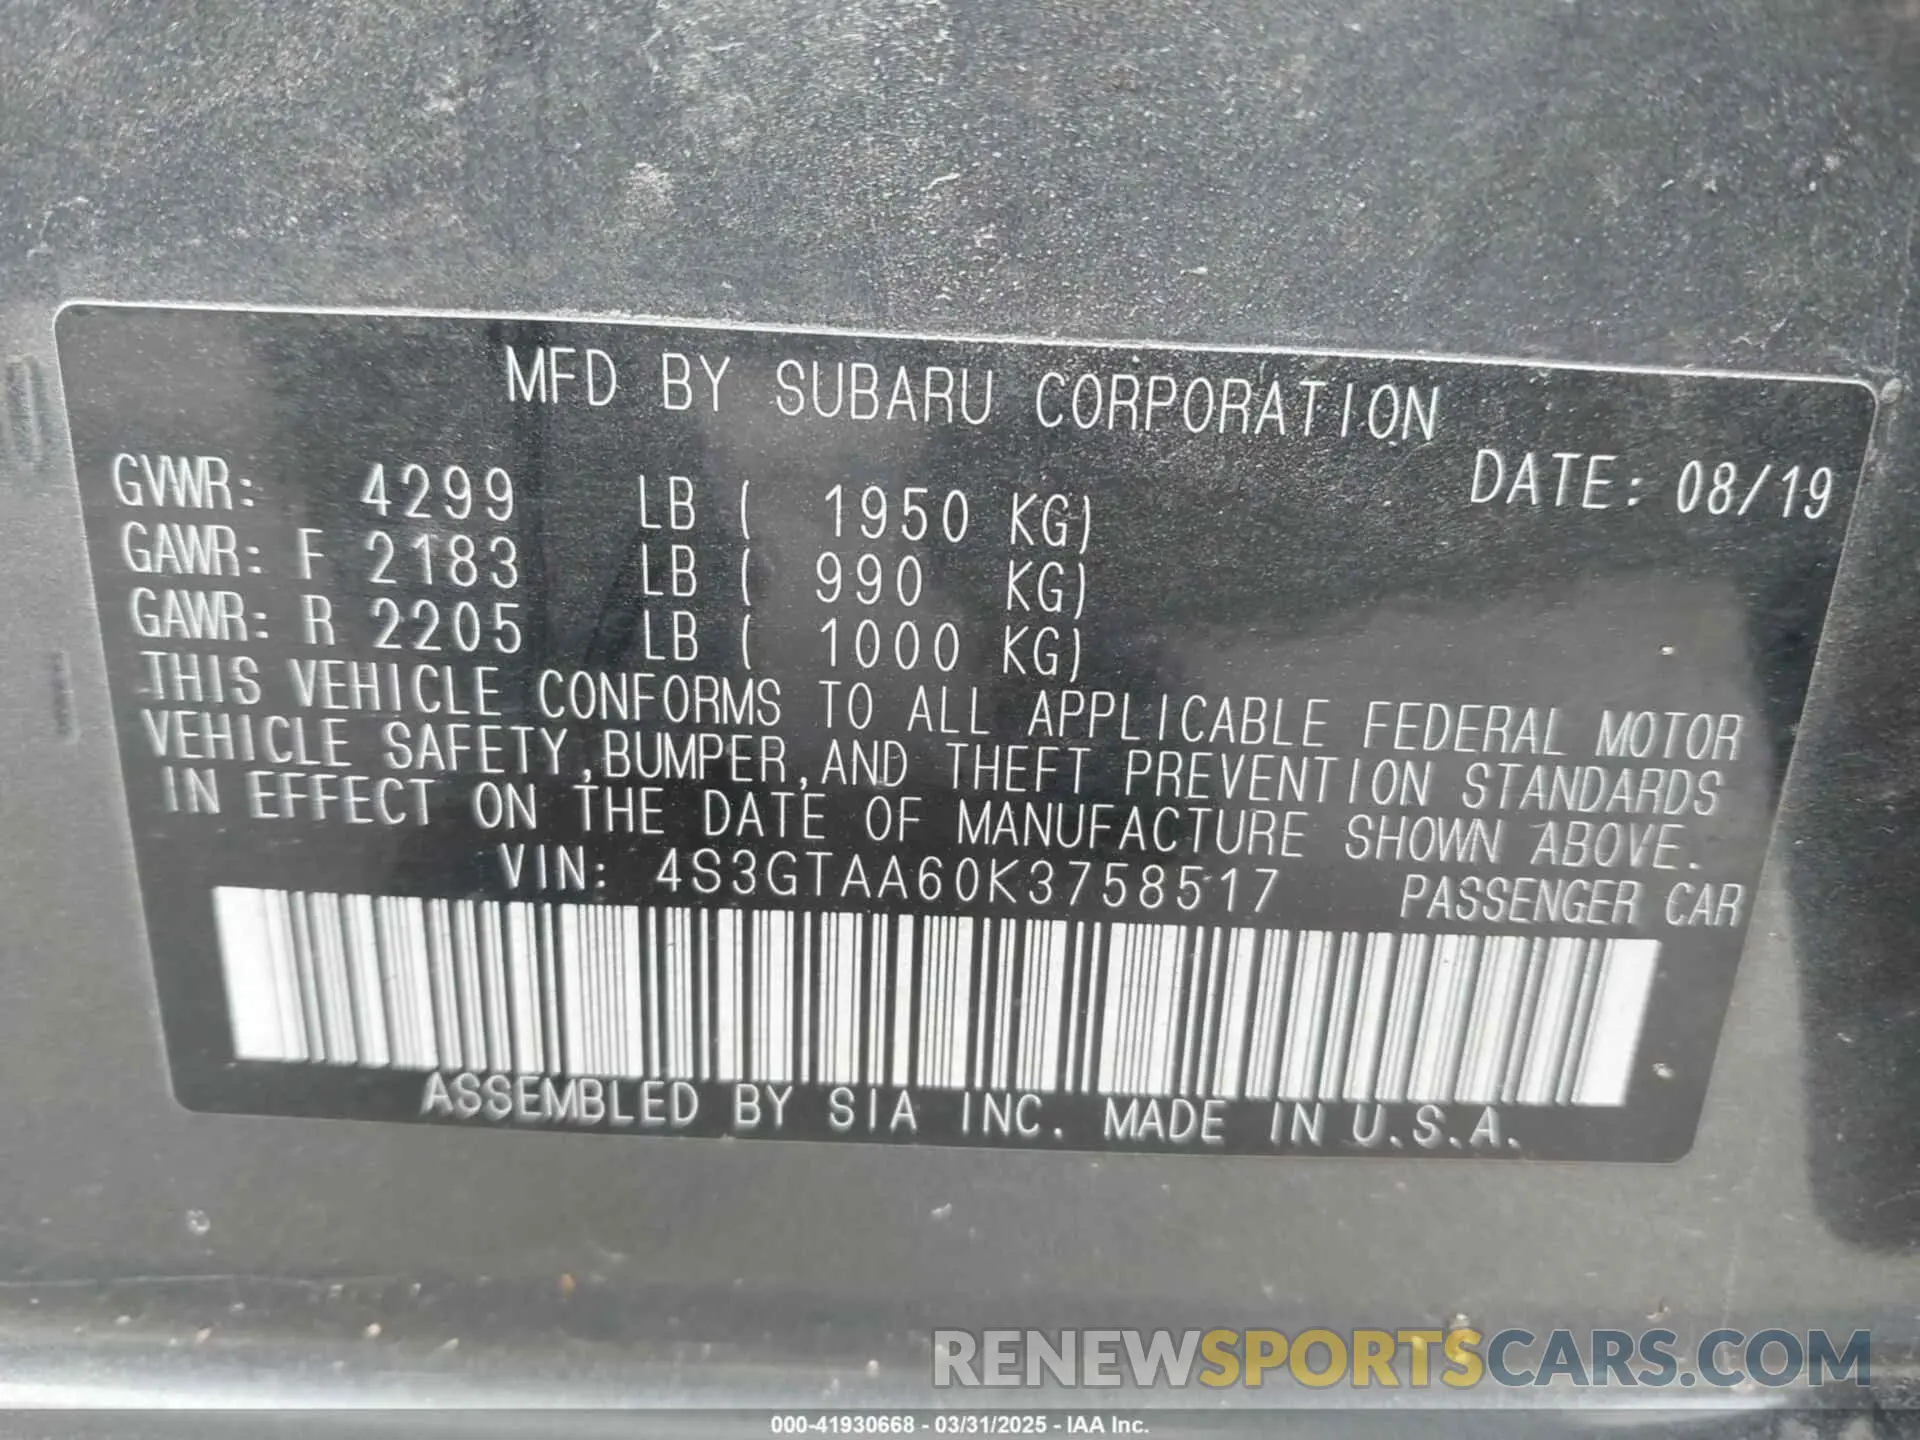 MFD BY SUBARU CORPORATION
DATE: 08/19
GVWR: 4299 LB ( 1950 KG)
GAWR: F 2183 LB ( 990 KG)
GAWR: R 2205 LB ( 1000 KG)
THIS VEHICLE CONFORMS TO ALL APPLICABLE FEDERAL MOTOR
VEHICLE SAFETY, BUMPER, AND THEFT PREVENTION STANDARDS
IN EFFECT ON THE DATE OF MANUFACTURE SHOWN ABOVE.
VIN: 4S3GTAA60K3758517 PASSENGER CAR
ASSEMBLED BY SIA INC. MADE IN U.S.A.
RENEWSPORTSCARS.COM
000-41930668 - 03/31/2025 - IAA Inc.